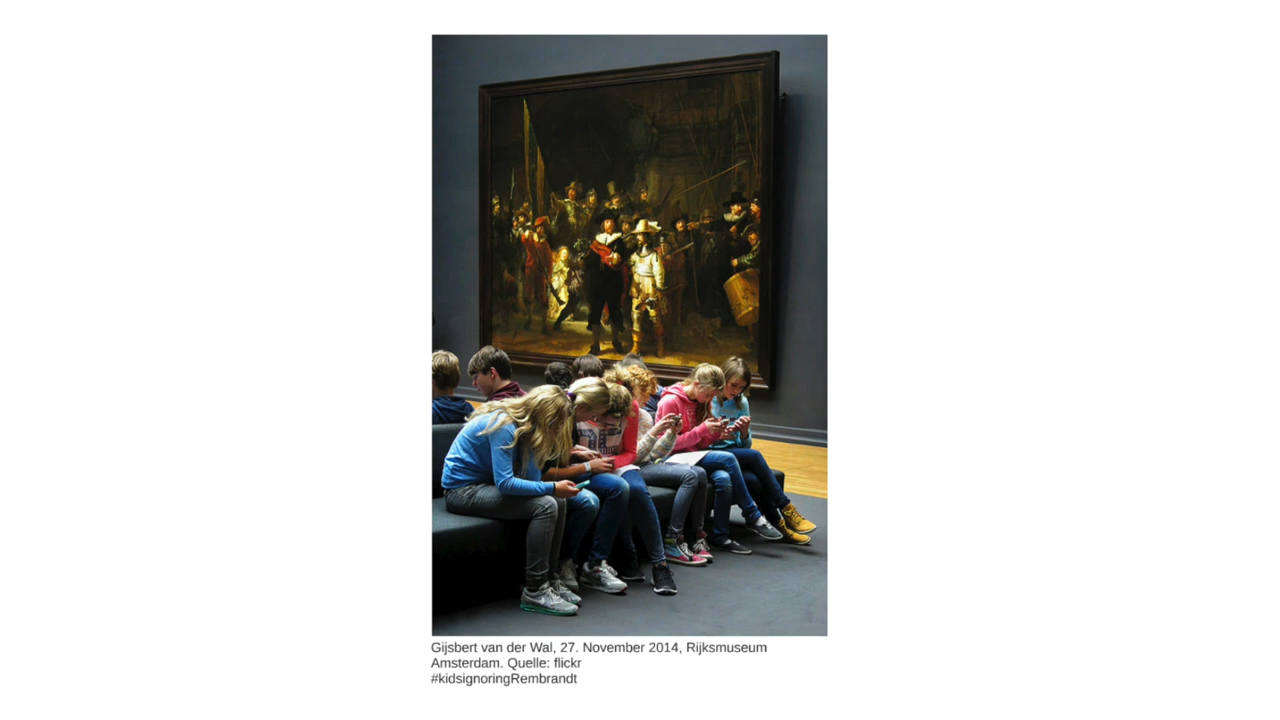 Gijsbert van der Wal, 27. November 2014, Rijksmuseum
Amsterdam. Quelle: flickr
#kidsignoringRembrandt